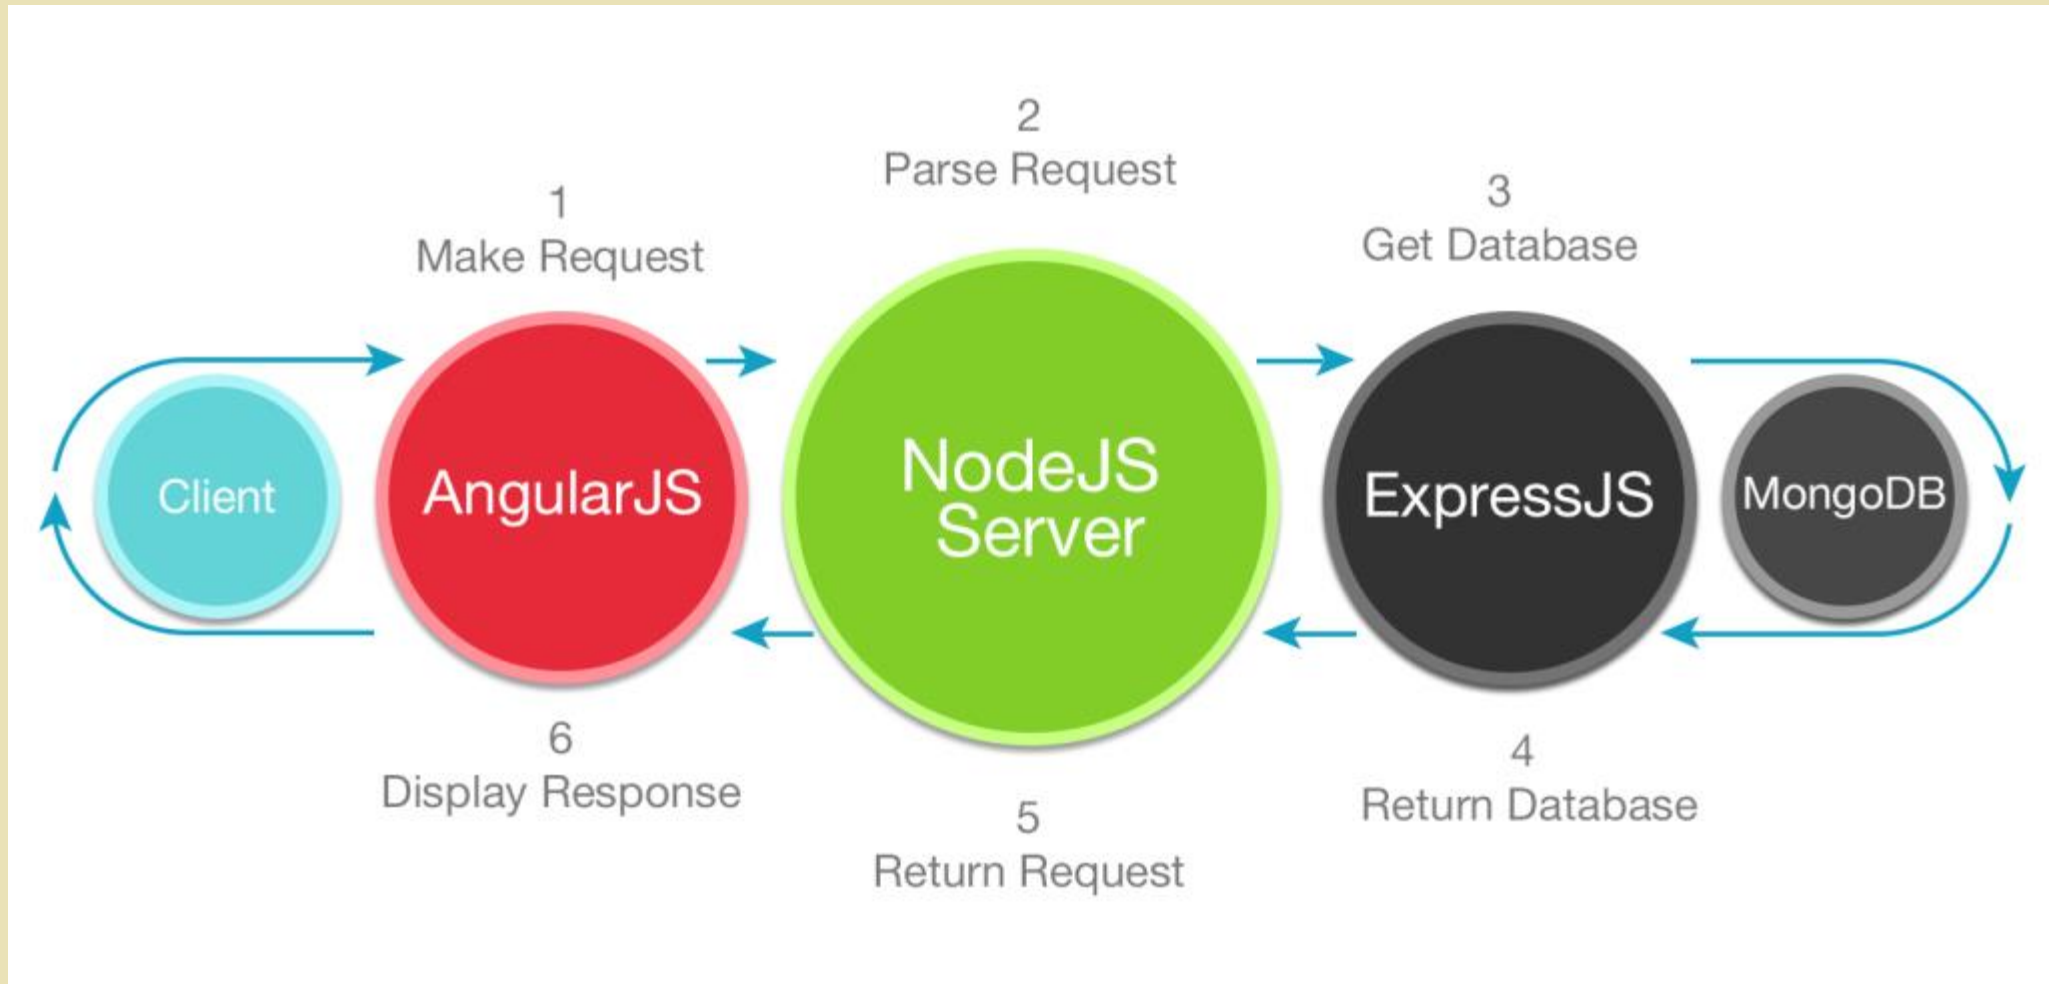 1
Make Request
2
Parse Request
3
Get Database
Client
AngularJS
NodeJS
Server
ExpressJS
MongoDB
6
Display Response
5
Return Request
4
Return Database